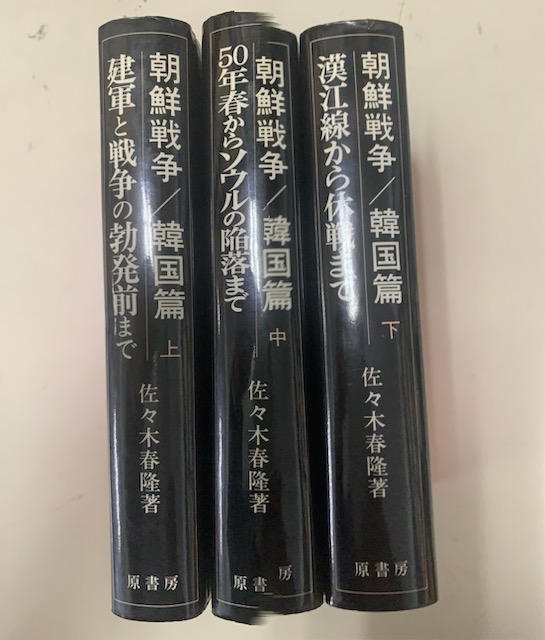 朝鮮戦争/韓国篇 上
建軍と戦争の勃発前まで
佐々木春隆著
原書房
朝鮮戦争/韓国篇 中
50年春からソウルの陥落まで
佐々木春隆著
原書房
朝鮮戦争/韓国篇 下
漢江線から休戦まで
佐々木春隆著
原書房